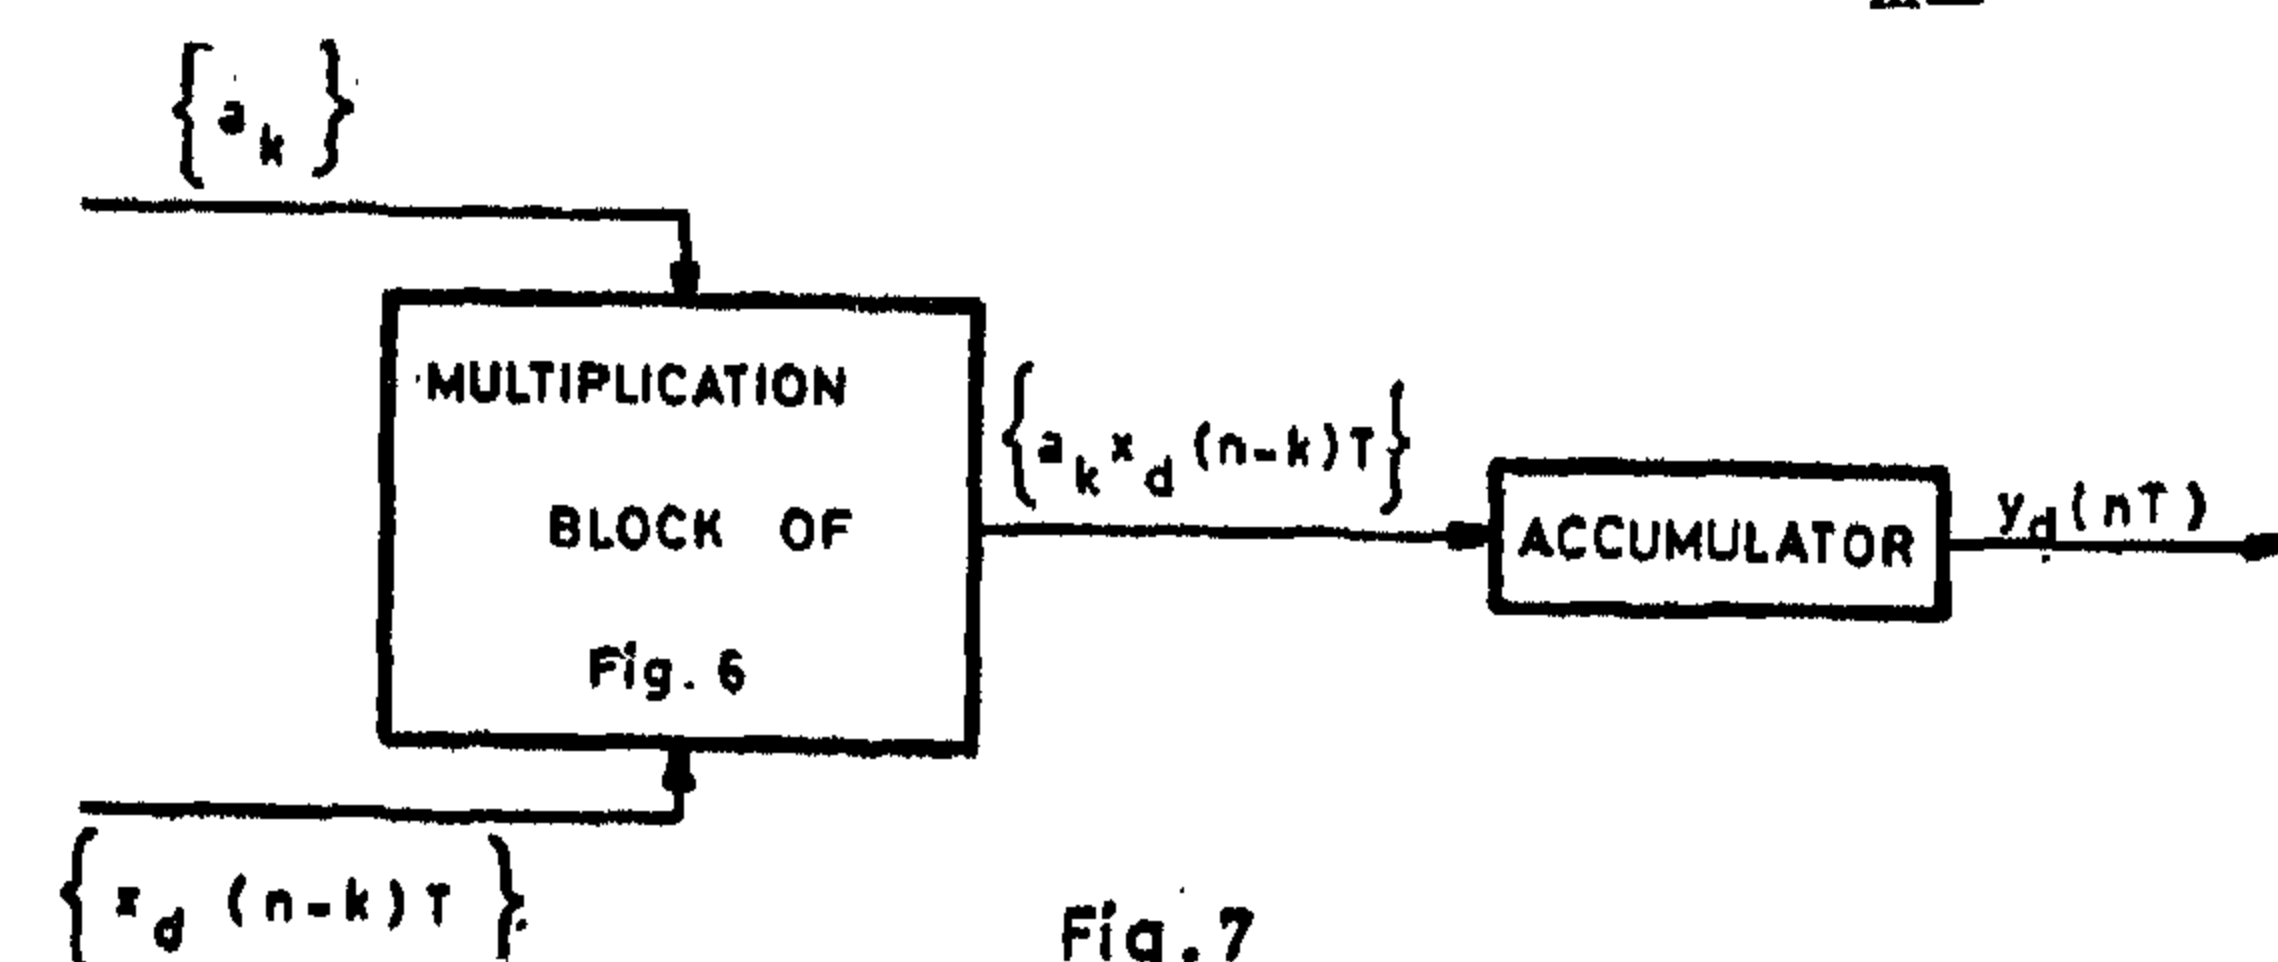 {a_k}
MULTIPLICATION
BLOCK OF
Fig. 6
{a_k x_d (n-k)T}
ACCUMULATOR
y_d(nT)
{x_d (n-k)T}
Fig.7